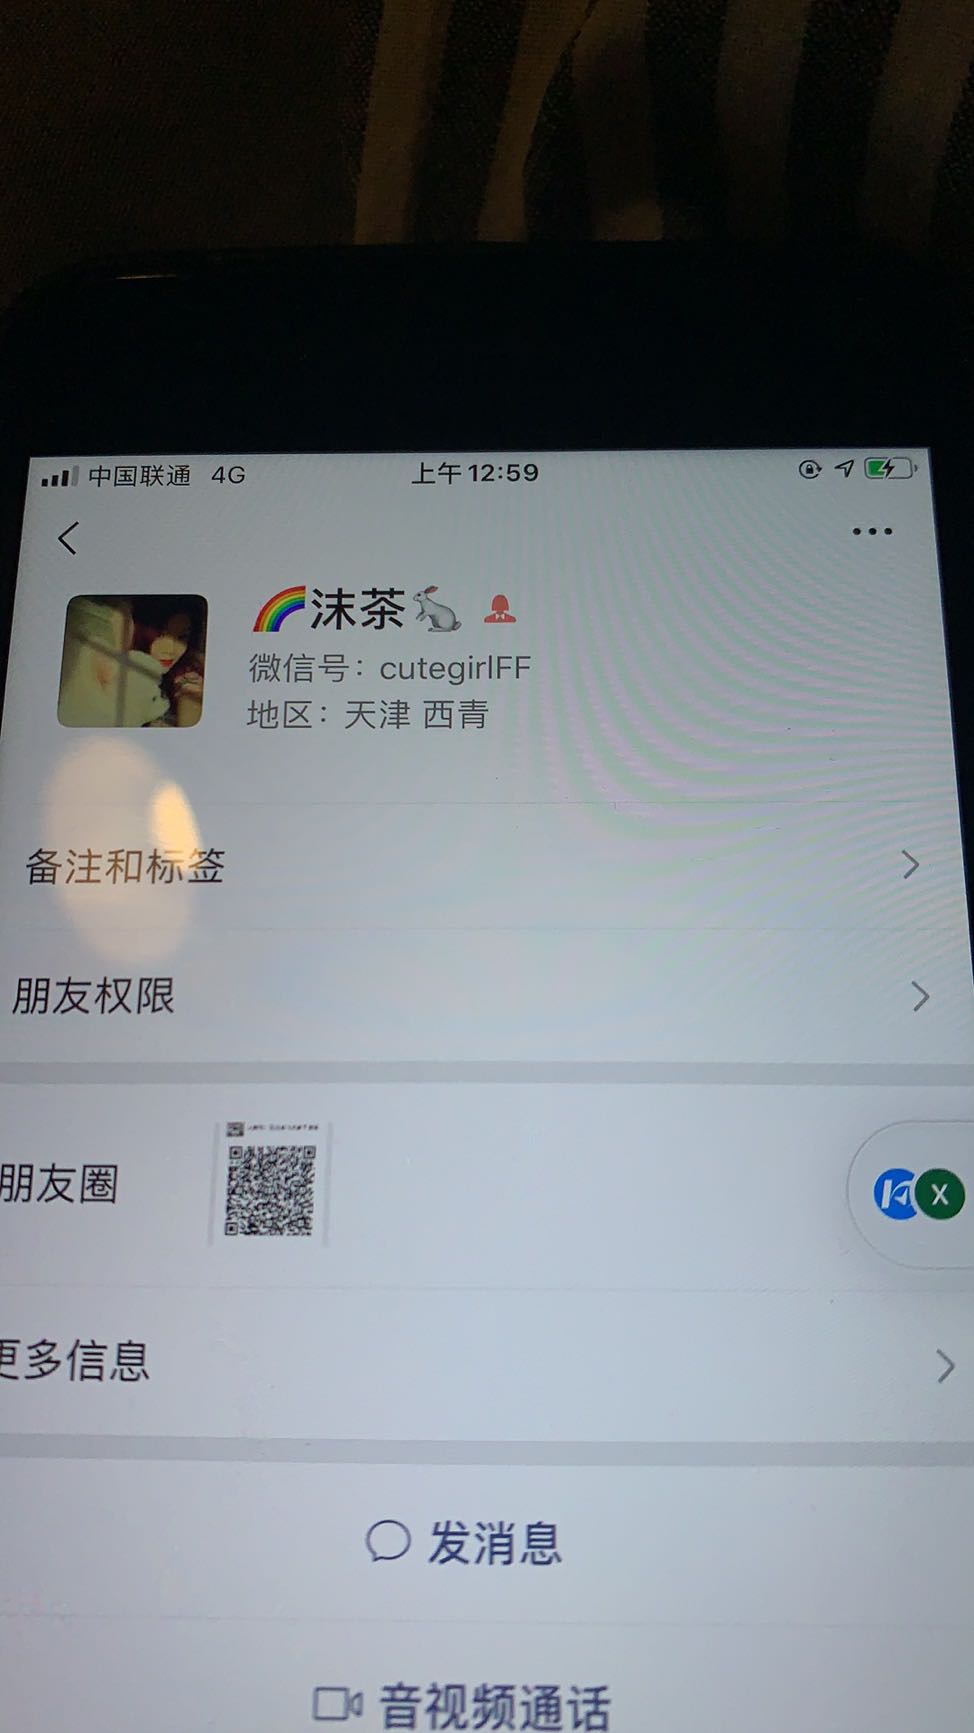 中国联通 4G 上午12:59
🌈沫茶🐇
微信号：cutegirlFF
地区：天津 西青
备注和标签
朋友权限
朋友圈
X
更多信息
发消息
音视频通话